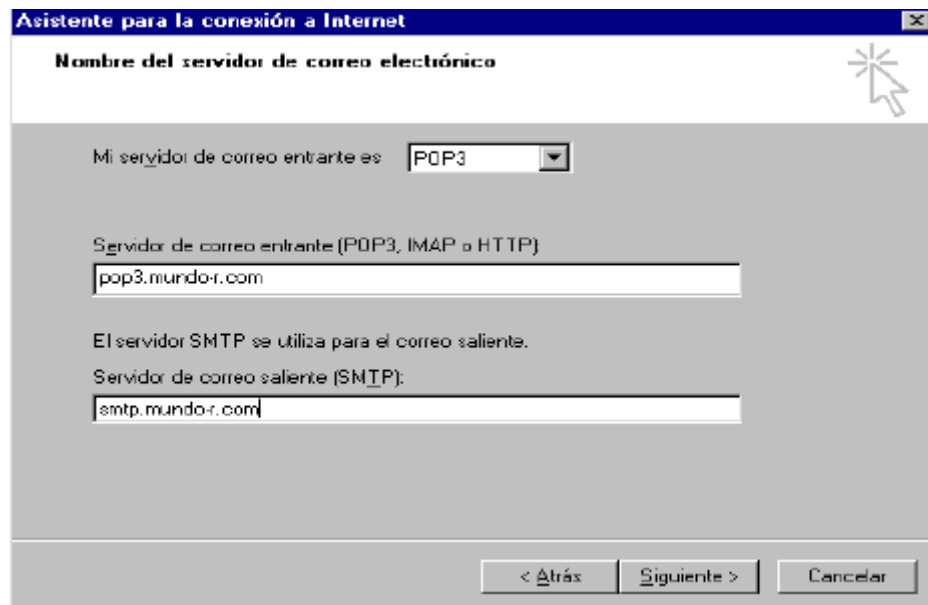 Asistente para la conexión a Internet
Nombre del servidor de correo electrónico
Mi servidor de correo entrante es POP3
Servidor de correo entrante (POP3, IMAP o HTTP)
pop3.mundo-r.com
El servidor SMTP se utiliza para el correo saliente.
Servidor de correo saliente (SMTP):
smtp.mundo-r.com
< Atrás Siguiente > Cancelar